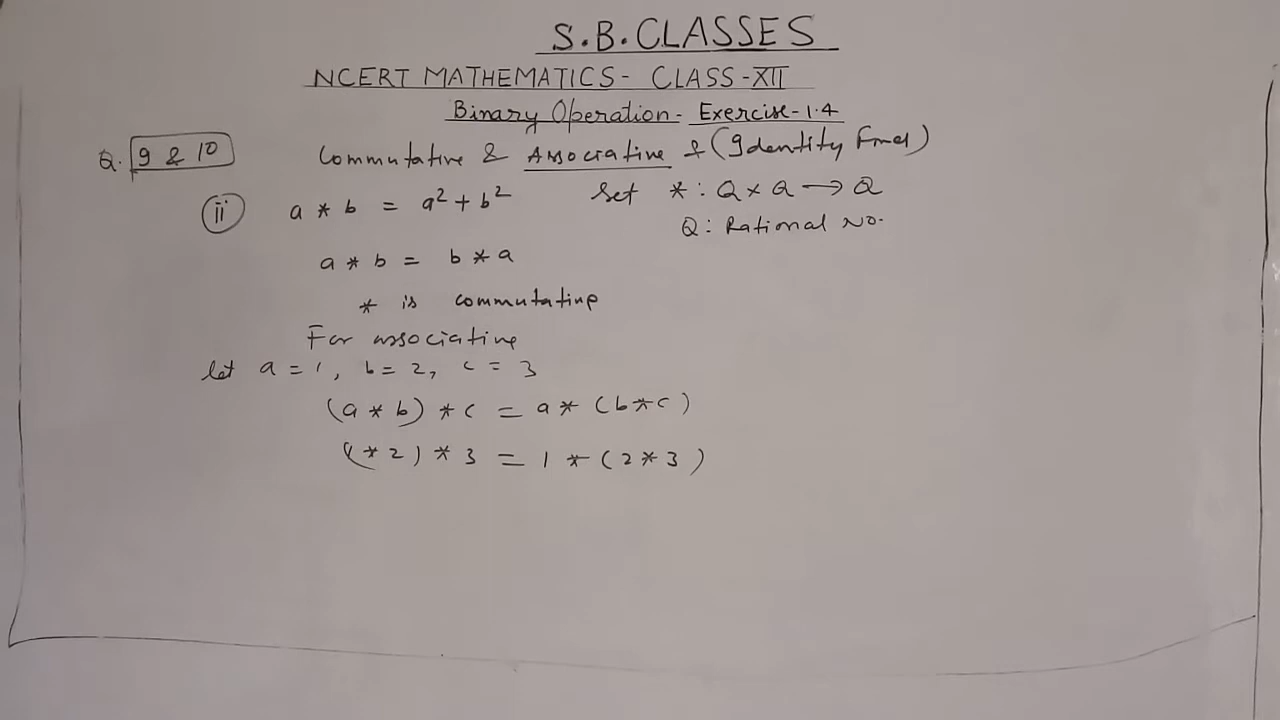 S.B.CLASSES
NCERT MATHEMATICS - CLASS-XII
Binary Operation - Exercise-1.4
Q. 9 & 10 Commutative & Associative & (Identity
ii a * b = a² + b² Set * : Q × Q → Q
Q : Rational No.
a * b = b * a
* is commutative
For associative
let a = 1, b = 2, c = 3
(a * b) * c = a * (b * c)
(1 * 2) * 3 = 1 * (2 * 3)